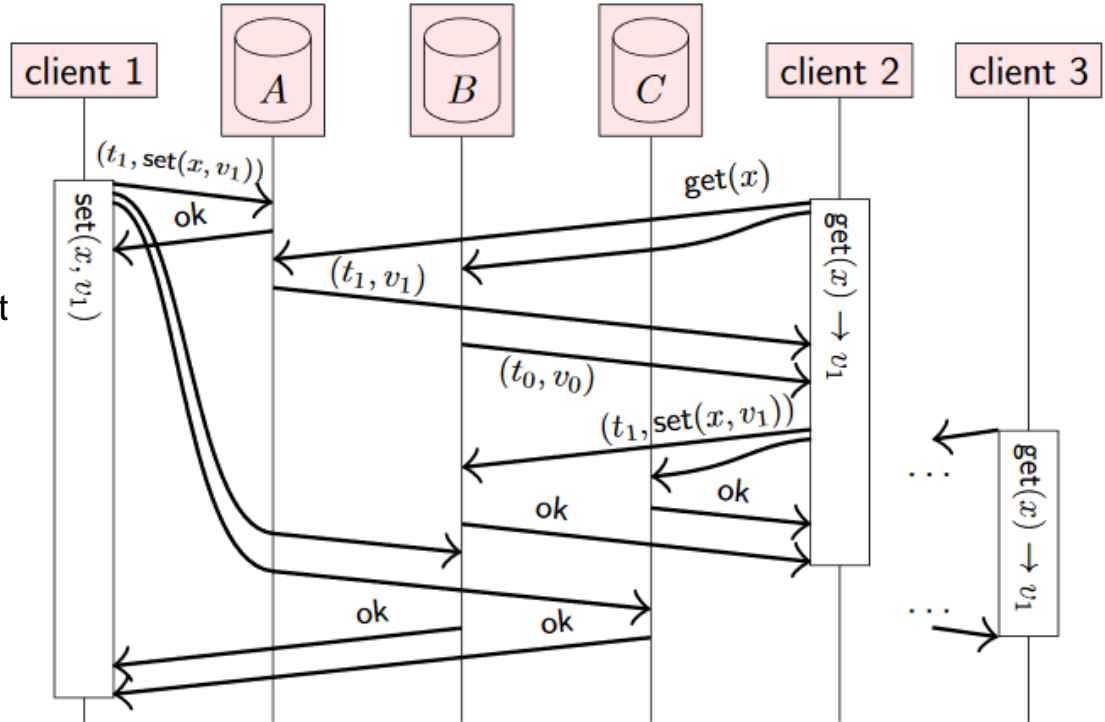 client 1
A
B
C
client 2
client 3
(t₁, set(x, v₁))
get(x)
ok
set(x, v₁)
get(x) → v₁
t
(t₁, v₁)
(t₀, v₀)
(t₁, set(x, v₁))
...
get(x) → v₁
ok
ok
...
ok
ok